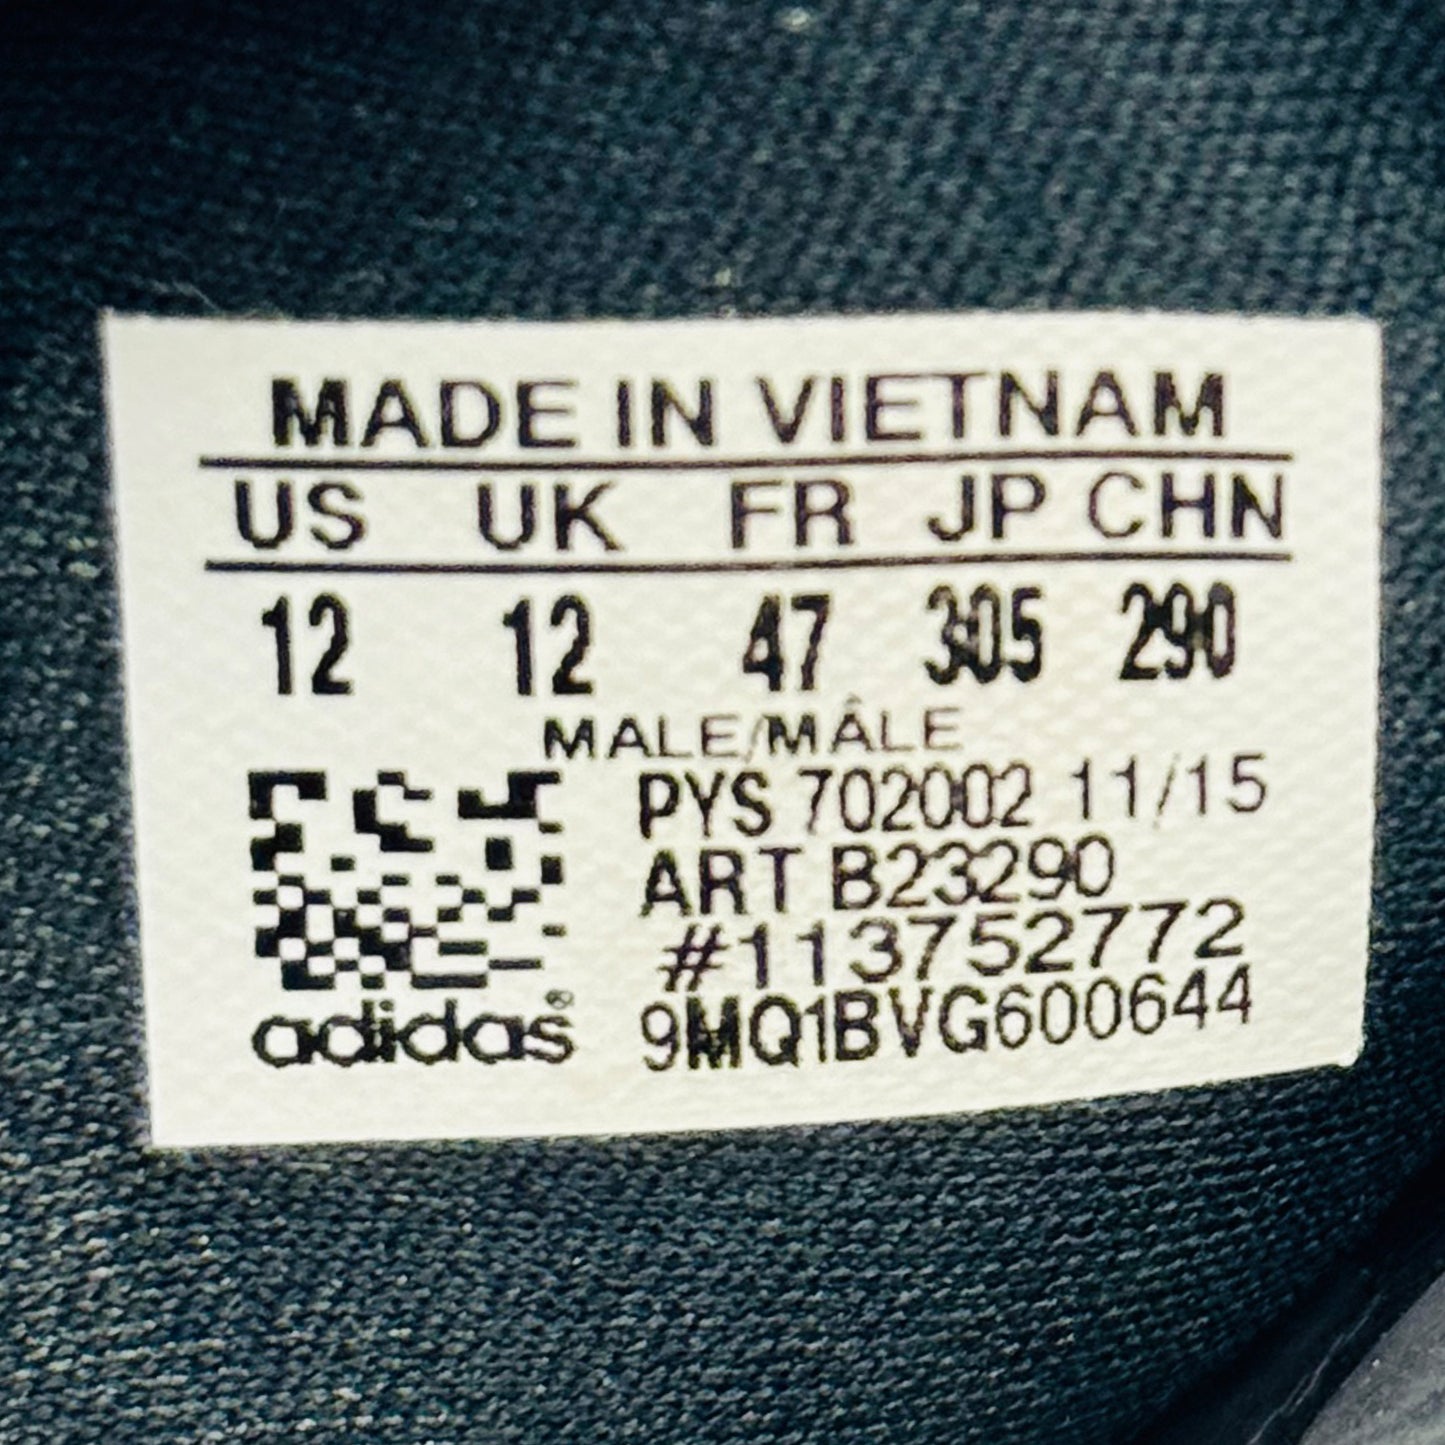 MADE IN VIETNAM
US UK FR JP CHN
12 12 47 305 290
MALE/MÂLE
PYS 702002 11/15
ART B23290
#113752772
adidas® 9MQ1BVG600644